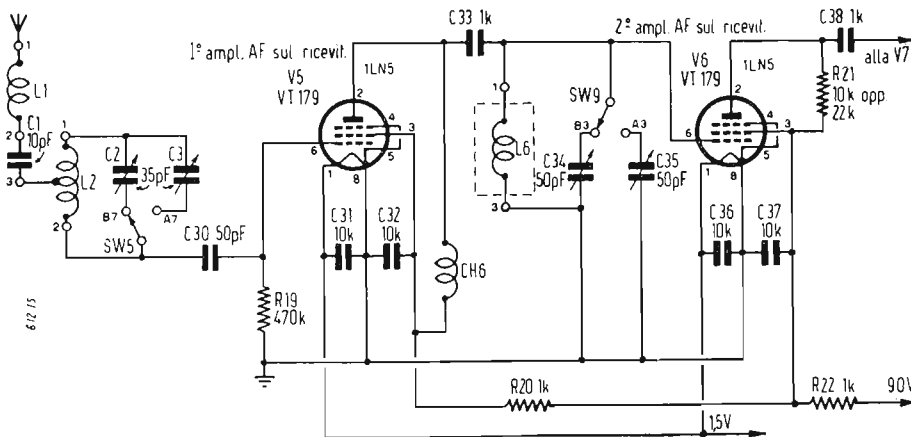 C33 1k
C38 1k
1º ampl. AF sul ricevit.
2º ampl. AF sul ricevit.
alla V7
V5
VT 179
1LN5
V6
VT 179
1LN5
R21
10k opp.
22k
1
L1
2
C1
10pF
3
1
L2
2
C2
C3
35pF
B7
A7
SW5
C30 50pF
R19
470k
2
4
3
5
6
1
8
C31
10k
C32
10k
CH6
1
L6
3
SW9
B3
A3
C34
50pF
C35
50pF
2
4
3
5
6
1
8
C36
10k
C37
10k
R20 1k
R22 1k
90V
1,5V
612 15